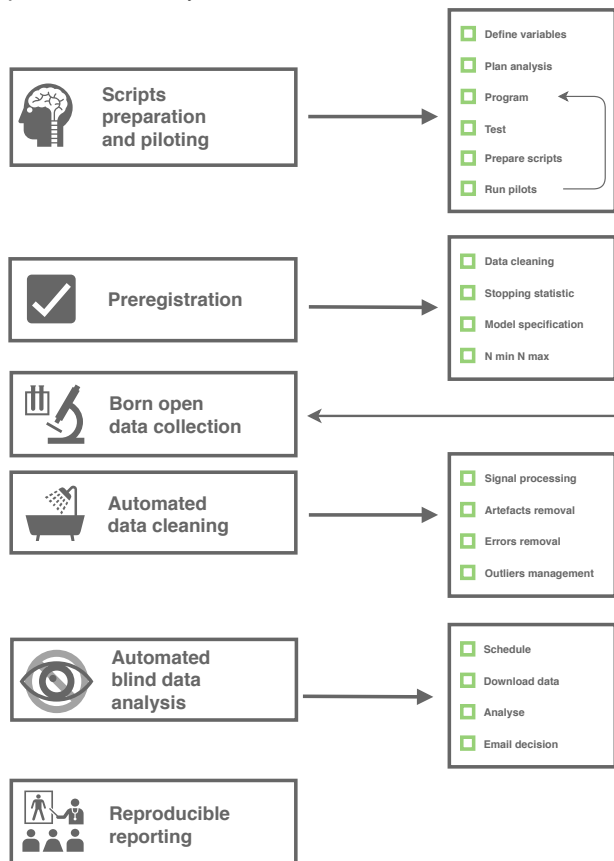 Scripts
preparation
and piloting
Define variables
Plan analysis
Program
Test
Prepare scripts
Run pilots
Preregistration
Data cleaning
Stopping statistic
Model specification
N min N max
Born open
data collection
Automated
data cleaning
Signal processing
Artefacts removal
Errors removal
Outliers management
Automated
blind data
analysis
Schedule
Download data
Analyse
Email decision
Reproducible
reporting